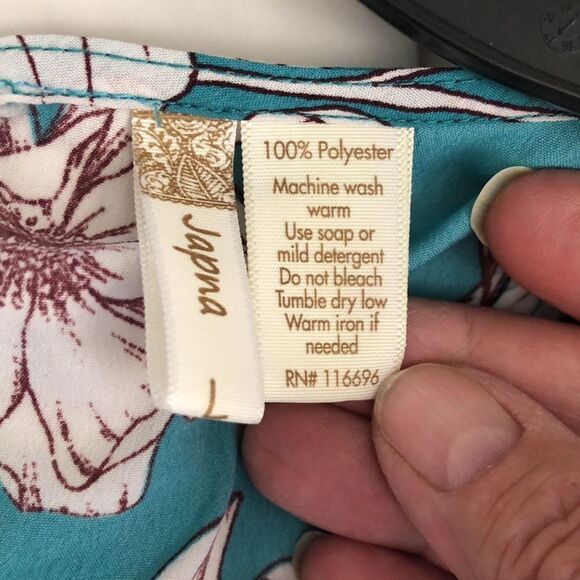 Japna
100% Polyester
Machine wash
warm
Use soap or
mild detergent
Do not bleach
Tumble dry low
Warm iron if
needed
RN# 116696